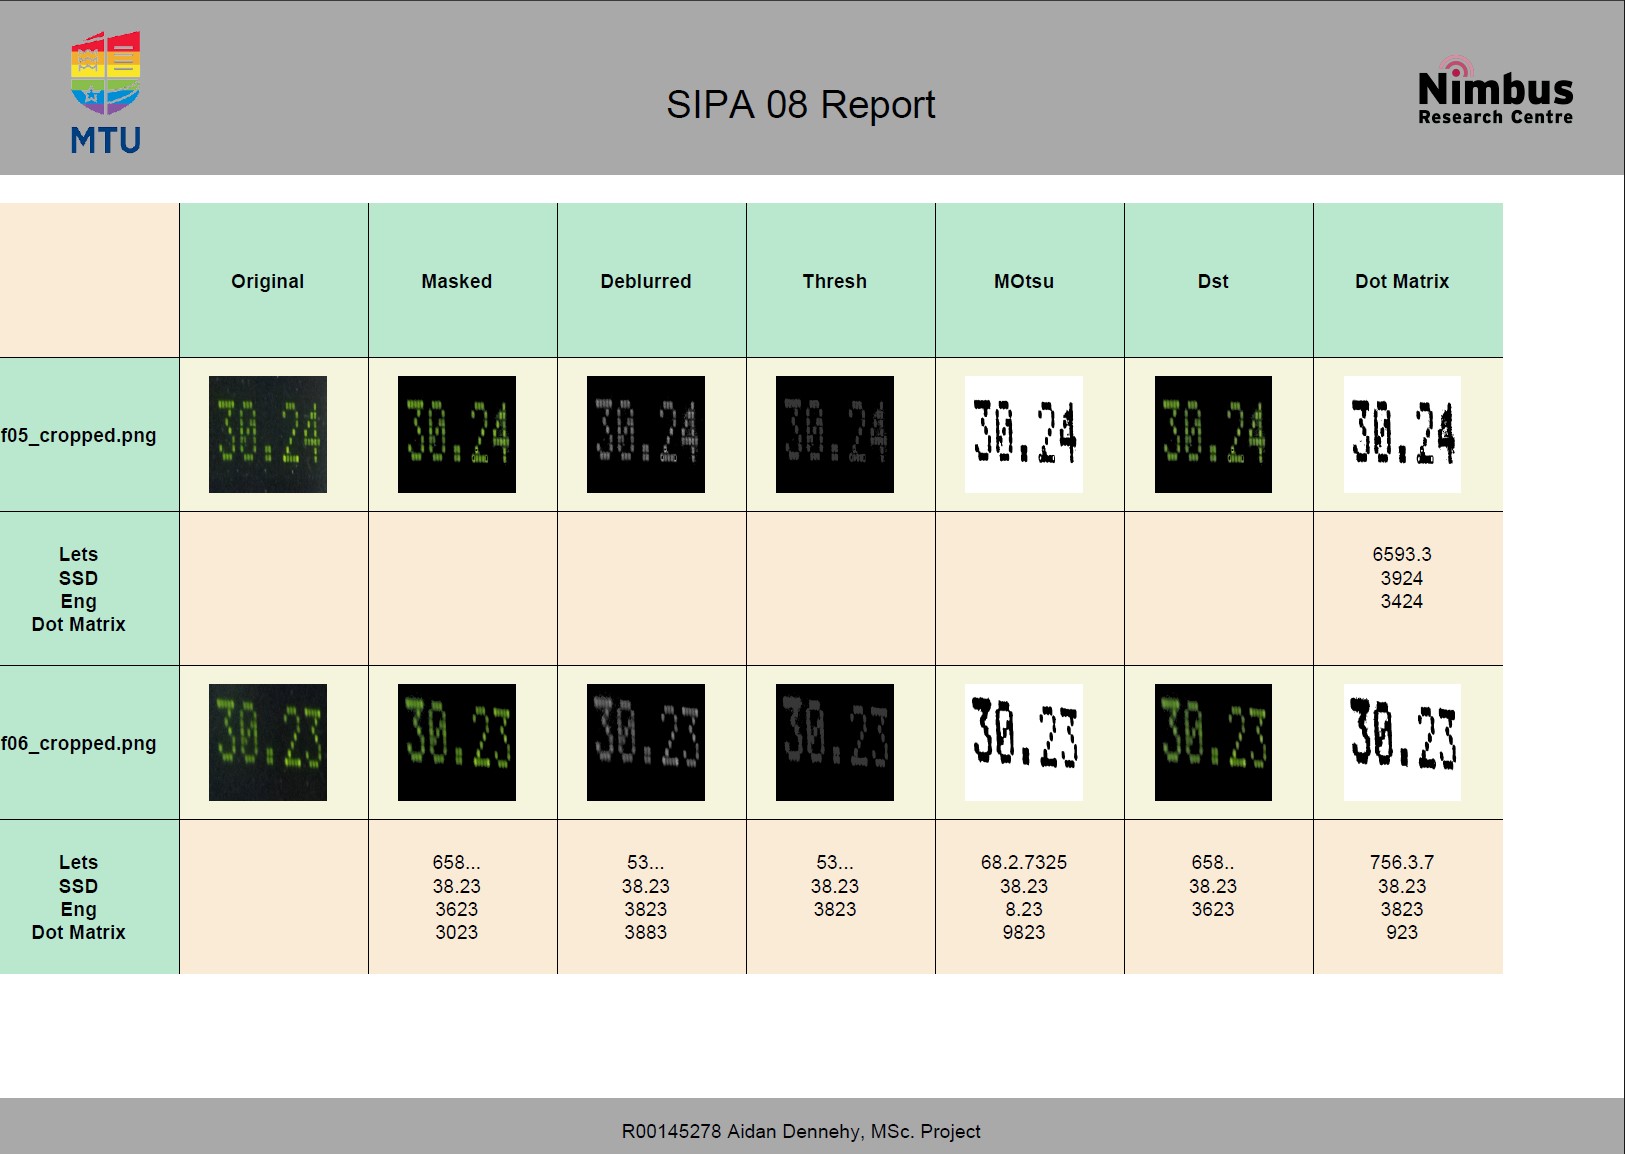 MTU
SIPA 08 Report
Nimbus
Research Centre
Original Masked Deblurred Thresh MOtsu Dst Dot Matrix
f05_cropped.png 30.24 30.24 30.24 30.24 30.24 30.24 30.24
Lets 6593.3
SSD 3924
Eng 3424
Dot Matrix
f06_cropped.png 30.23 30.23 30.23 30.23 30.23 30.23 30.23
Lets 658... 53... 53... 68.2.7325 658.. 756.3.7
SSD 38.23 38.23 38.23 38.23 38.23 38.23
Eng 3623 3823 3823 8.23 3623 3823
Dot Matrix 3023 3883 9823 923
R00145278 Aidan Dennehy, MSc. Project